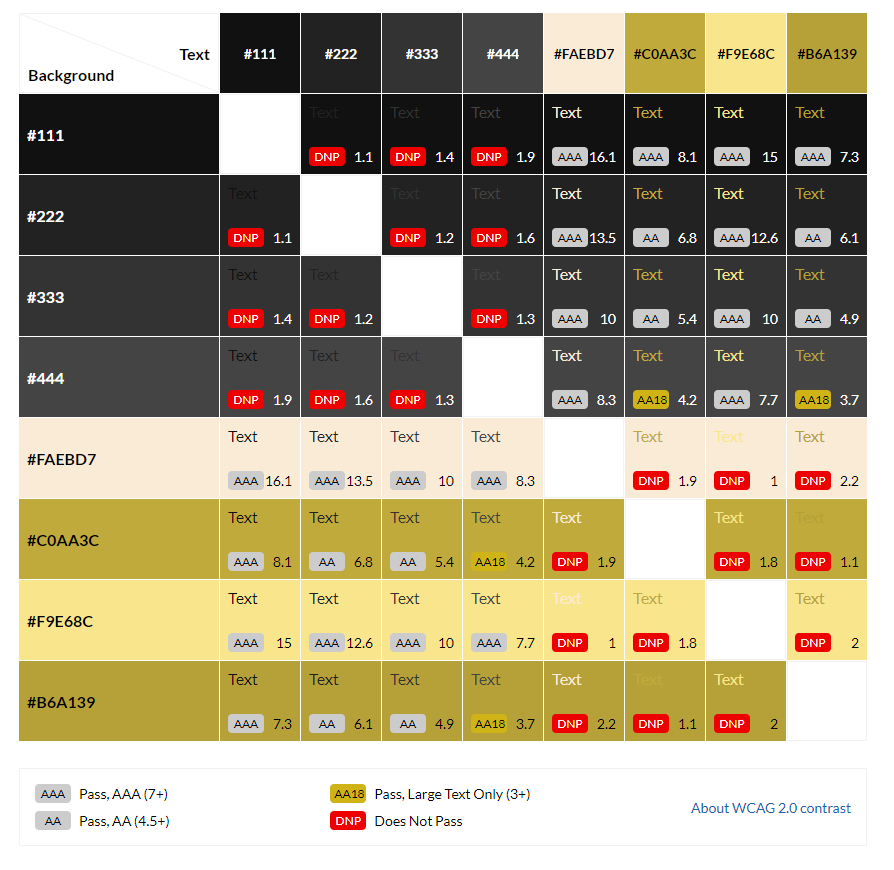 Text #111 #222 #333 #444 #FAEBD7 #C0AA3C #F9E68C #B6A139
Background
Text Text Text Text Text Text Text
#111
DNP 1.1 DNP 1.4 DNP 1.9 AAA 16.1 AAA 8.1 AAA 15 AAA 7.3
Text Text Text Text Text Text Text
#222
DNP 1.1 DNP 1.2 DNP 1.6 AAA 13.5 AA 6.8 AAA 12.6 AA 6.1
Text Text Text Text Text Text Text
#333
DNP 1.4 DNP 1.2 DNP 1.3 AAA 10 AA 5.4 AAA 10 AA 4.9
Text Text Text Text Text Text Text
#444
DNP 1.9 DNP 1.6 DNP 1.3 AAA 8.3 AA18 4.2 AAA 7.7 AA18 3.7
Text Text Text Text Text Text Text
#FAEBD7
AAA 16.1 AAA 13.5 AAA 10 AAA 8.3 DNP 1.9 DNP 1 DNP 2.2
Text Text Text Text Text Text Text
#C0AA3C
AAA 8.1 AA 6.8 AA 5.4 AA18 4.2 DNP 1.9 DNP 1.8 DNP 1.1
Text Text Text Text Text Text Text
#F9E68C
AAA 15 AAA 12.6 AAA 10 AAA 7.7 DNP 1 DNP 1.8 DNP 2
Text Text Text Text Text Text Text
#B6A139
AAA 7.3 AA 6.1 AA 4.9 AA18 3.7 DNP 2.2 DNP 1.1 DNP 2
AAA Pass, AAA (7+) AA18 Pass, Large Text Only (3+)
About WCAG 2.0 contrast
AA Pass, AA (4.5+) DNP Does Not Pass